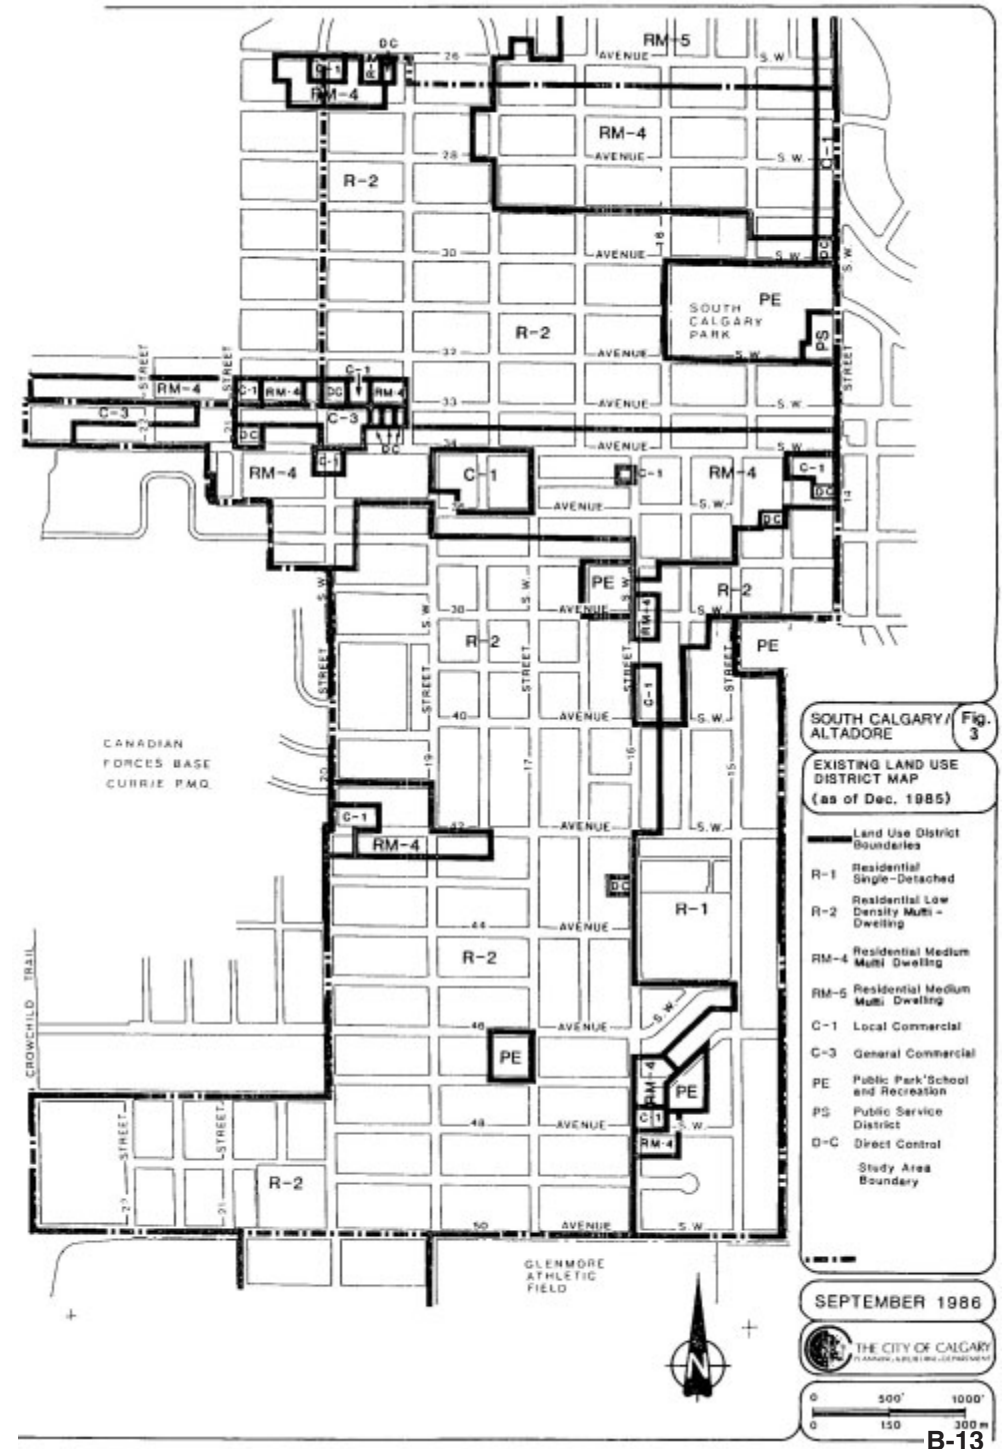 DC
RM-5
26
AVENUE
S.W.
C-1
R-M
RM-4
RM-4
28
AVENUE
S.W.
C-1
R-2
16
DC
30
AVENUE
S.W.
S.W.
PE
SOUTH
CALGARY
PARK
R-2
PS
32
AVENUE
S.W.
STREET
STREET
STREET
C-1
RM-4
C-1
RM-4
DC
RM-4
33
AVENUE
S.W.
C-3
22
21
C-3
DC
DC
34
AVENUE
S.W.
RM-4
C-1
C-1
C-1
RM-4
C-1
DC
14
36
AVENUE
S.W.
DC
S.W.
S.W.
S.W.
S.W.
PE
R-2
38
AVENUE
S.W.
RM-4
R-2
PE
STREET
STREET
STREET
STREET
STREET
C-1
40
AVENUE
S.W.
CANADIAN
FORCES BASE
CURRIE P.M.Q.
20
19
17
16
15
C-1
42
AVENUE
S.W.
RM-4
DC
R-1
44
AVENUE
R-2
CROWCHILD TRAIL
S.W.
46
AVENUE
PE
RM-4
PE
C-1
48
AVENUE
S.W.
RM-4
STREET
STREET
22
21
R-2
50
AVENUE
S.W.
GLENMORE
ATHLETIC
FIELD
N
SOUTH CALGARY/
ALTADORE
Fig.
3
EXISTING LAND USE
DISTRICT MAP
(as of Dec. 1985)
Land Use District
Boundaries
R-1 Residential
Single-Detached
R-2 Residential Low
Density Multi-
Dwelling
RM-4 Residential Medium
Multi Dwelling
RM-5 Residential Medium
Multi Dwelling
C-1 Local Commercial
C-3 General Commercial
PE Public Park'School
and Recreation
PS Public Service
District
D-C Direct Control
Study Area
Boundary
SEPTEMBER 1986
THE CITY OF CALGARY
PLANNING & BUILDING DEPARTMENT
0 500' 1000'
0 150 300 m
B-13